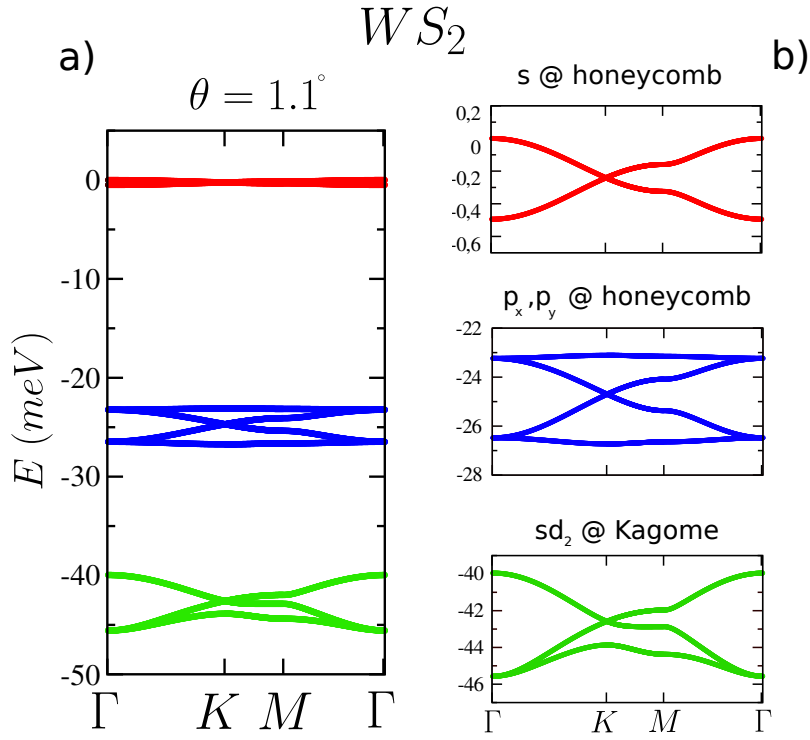 WS₂
a)
θ = 1.1°
E (meV)
0
-10
-20
-30
-40
-50
Γ K M Γ
b)
s @ honeycomb
0,2
0
-0,2
-0,4
-0,6
pₓ,p_y @ honeycomb
-22
-24
-26
-28
sd₂ @ Kagome
-40
-42
-44
-46
Γ K M Γ